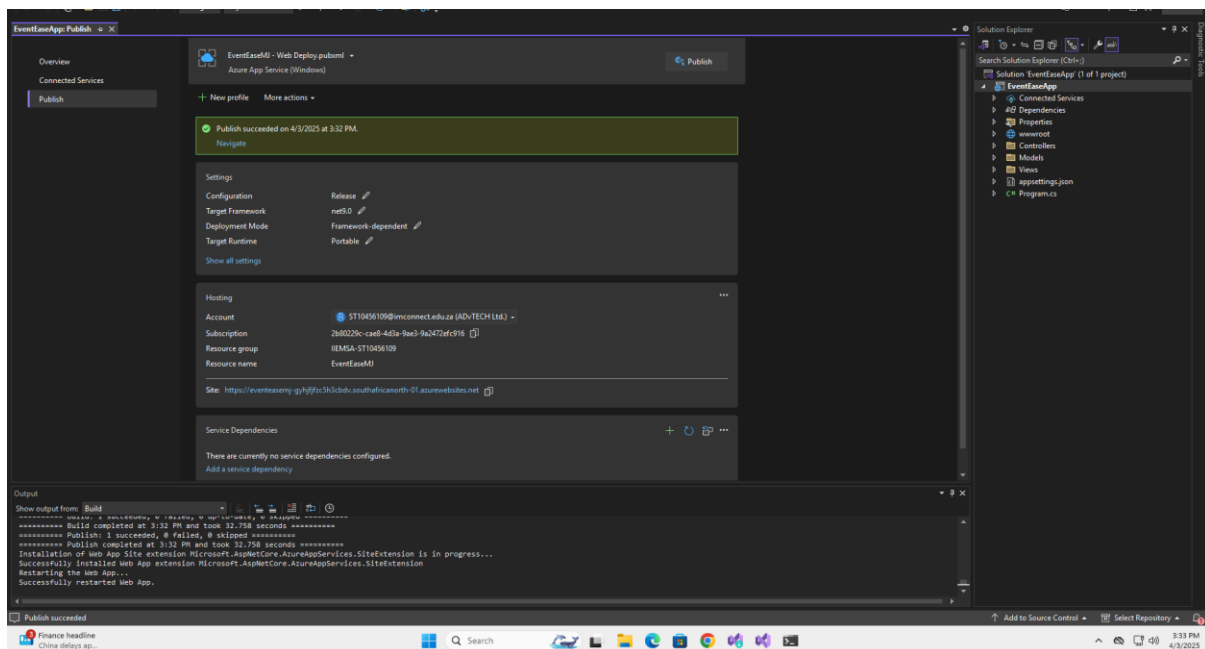 EventEaseApp: Publish
Overview
Connected Services
Publish
EventEaseMJ - Web Deploy.pubxml
Azure App Service (Windows)
Publish
New profile More actions
Publish succeeded on 4/3/2025 at 3:32 PM.
Navigate
Settings
Configuration Release
Target Framework net9.0
Deployment Mode Framework-dependent
Target Runtime Portable
Show all settings
Hosting
Account ST10456109@imconnect.edu.za (ADvTECH Ltd.)
Subscription 2b80229c-cae8-4d3a-9ae3-9a2472efc916
Resource group IIEMSA-ST10456109
Resource name EventEaseMJ
Site: https://eventeasemj-gyhjfjfzc5h3cbdv.southafricanorth-01.azurewebsites.net
Service Dependencies
There are currently no service dependencies configured.
Add a service dependency
Solution Explorer
Search Solution Explorer (Ctrl+;)
Solution 'EventEaseApp' (1 of 1 project)
EventEaseApp
Connected Services
Dependencies
Properties
wwwroot
Controllers
Models
Views
appsettings.json
C# Program.cs
Diagnostic Tools
Output
Show output from: Build
========== Build completed at 3:32 PM and took 32.758 seconds ==========
========== Publish: 1 succeeded, 0 failed, 0 skipped ==========
========== Publish completed at 3:32 PM and took 32.758 seconds ==========
Installation of Web App Site extension Microsoft.AspNetCore.AzureAppServices.SiteExtension is in progress...
Successfully installed Web App extension Microsoft.AspNetCore.AzureAppServices.SiteExtension
Restarting the Web App...
Successfully restarted Web App.
Publish succeeded
Add to Source Control Select Repository
3
Finance headline
China delays ap...
Search
3:33 PM
4/3/2025